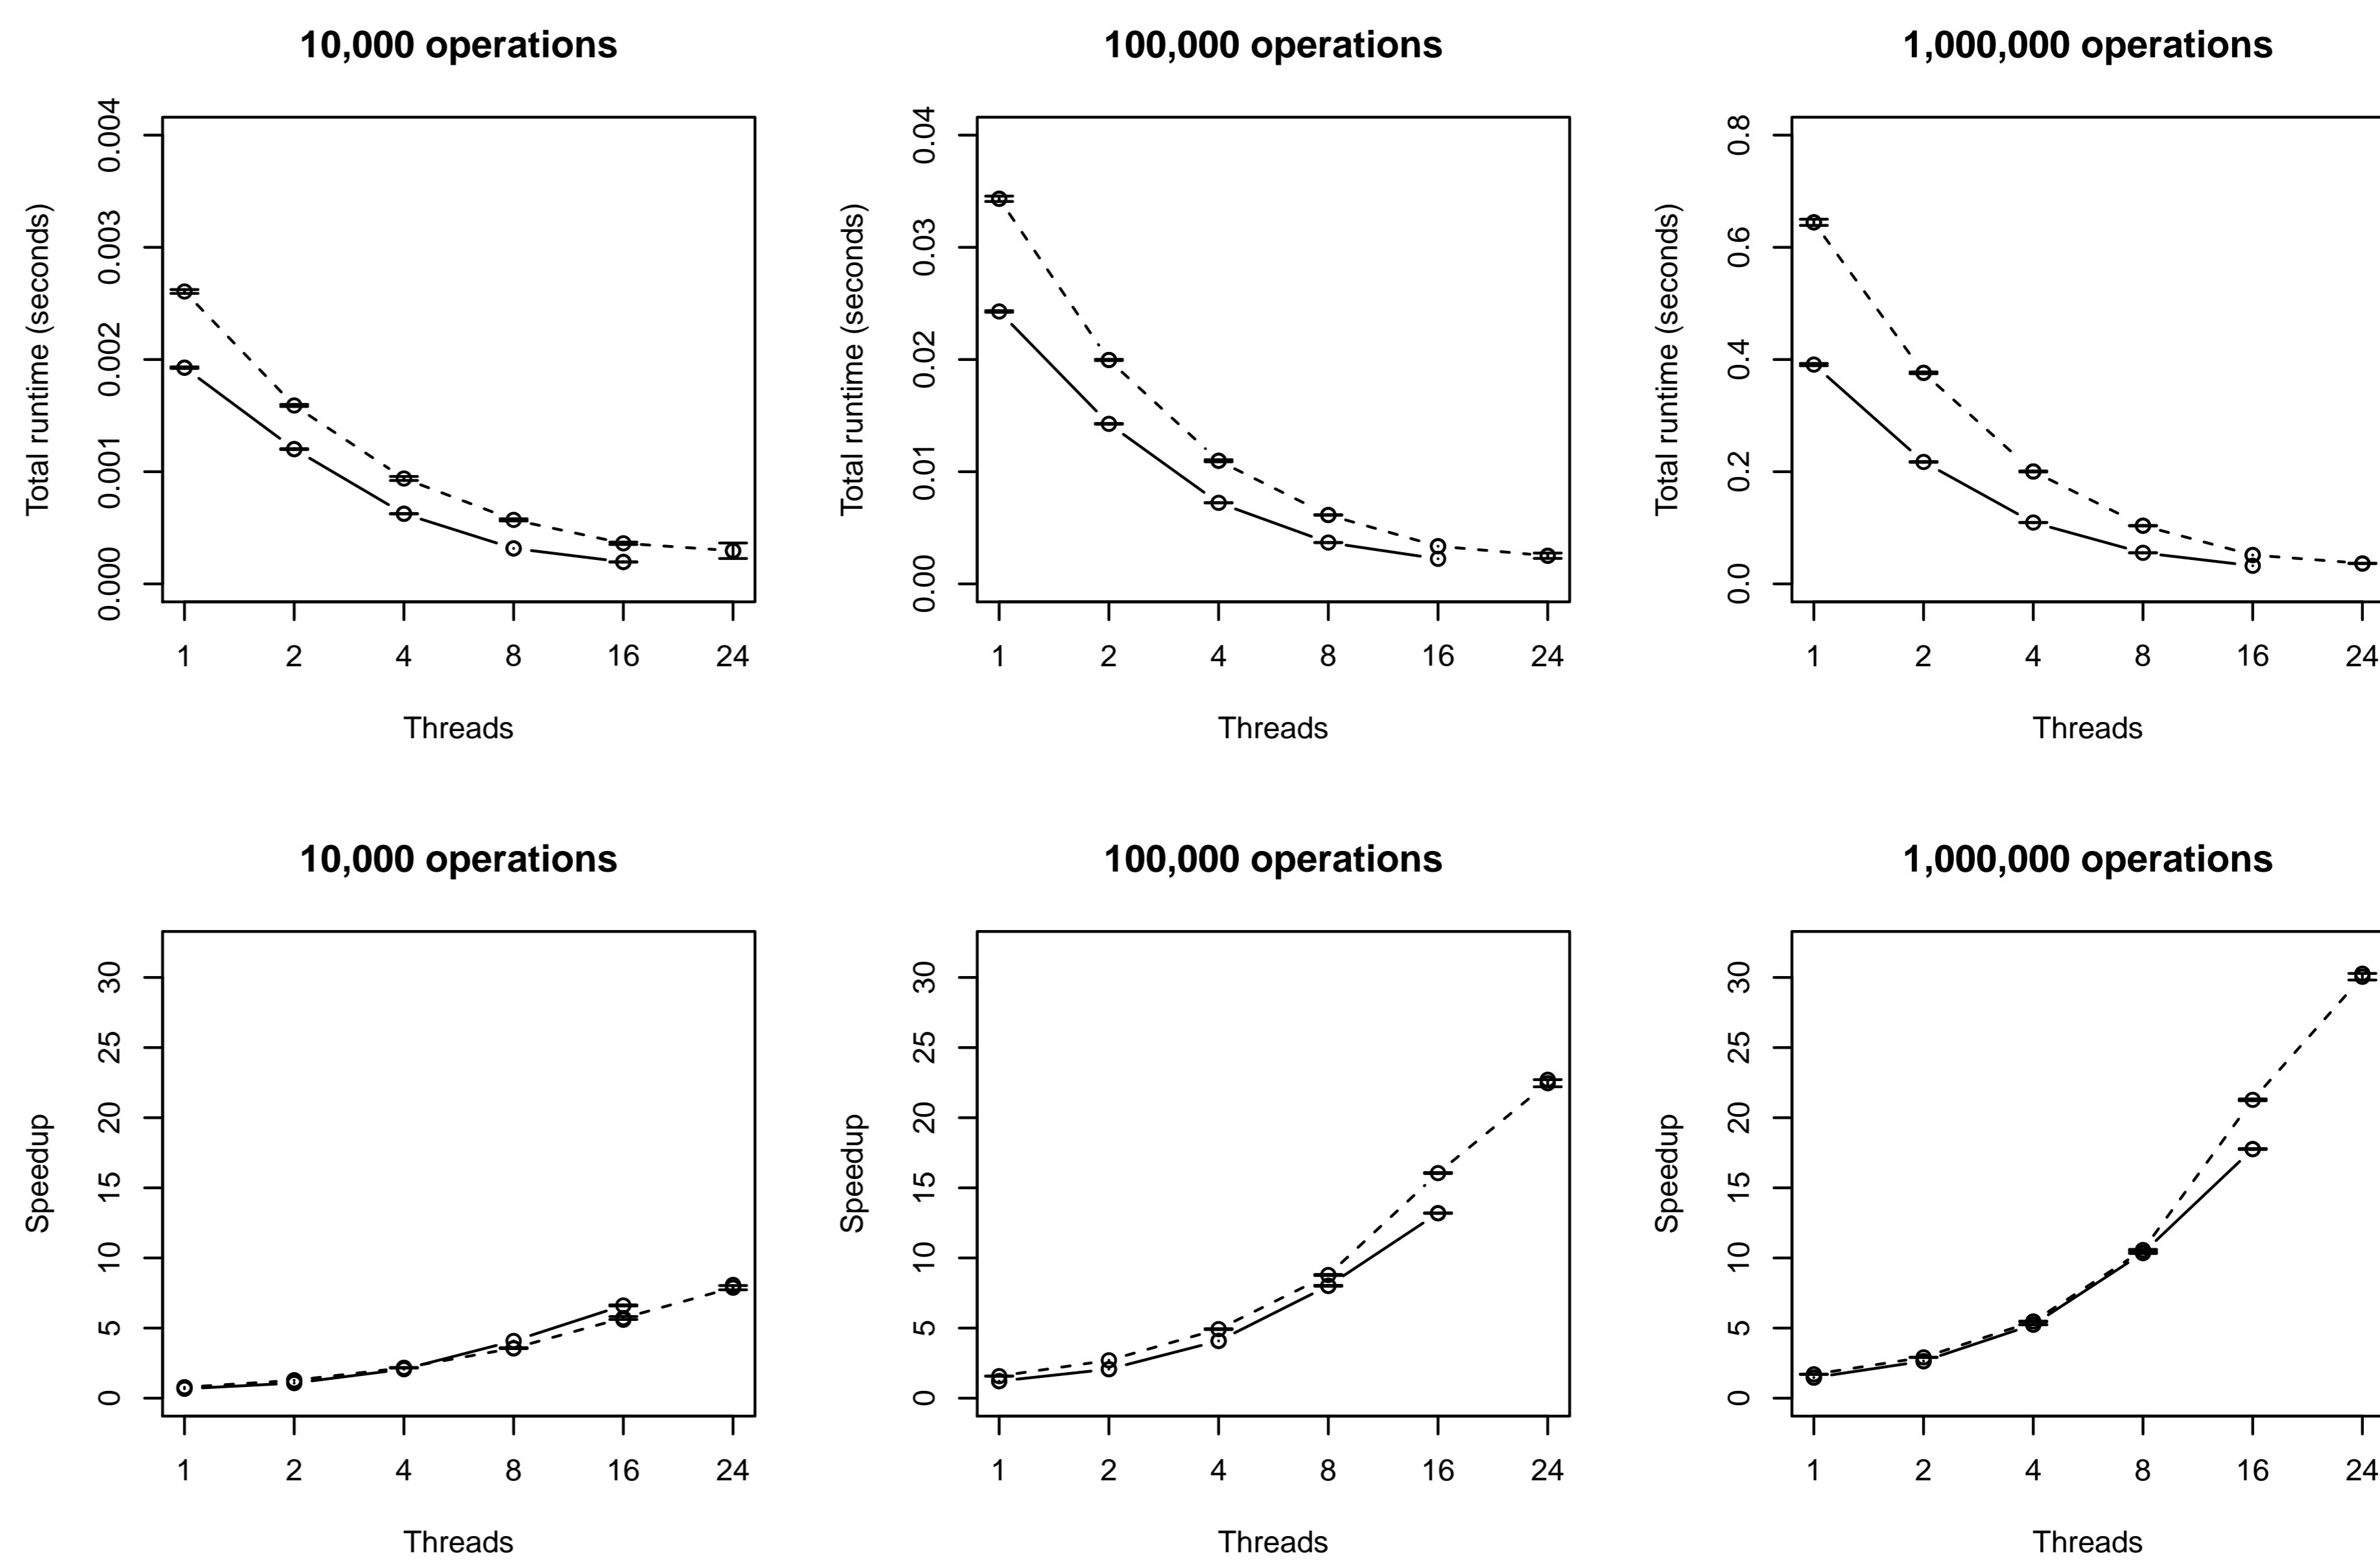 10,000 operations
100,000 operations
1,000,000 operations
Total runtime (seconds)
0.004
0.003
0.002
0.001
0.000
1 2 4 8 16 24
Threads
Total runtime (seconds)
0.04
0.03
0.02
0.01
0.00
1 2 4 8 16 24
Threads
Total runtime (seconds)
0.8
0.6
0.4
0.2
0.0
1 2 4 8 16 24
Threads
10,000 operations
100,000 operations
1,000,000 operations
Speedup
30
25
20
15
10
5
0
1 2 4 8 16 24
Threads
Speedup
30
25
20
15
10
5
0
1 2 4 8 16 24
Threads
Speedup
30
25
20
15
10
5
0
1 2 4 8 16 24
Threads